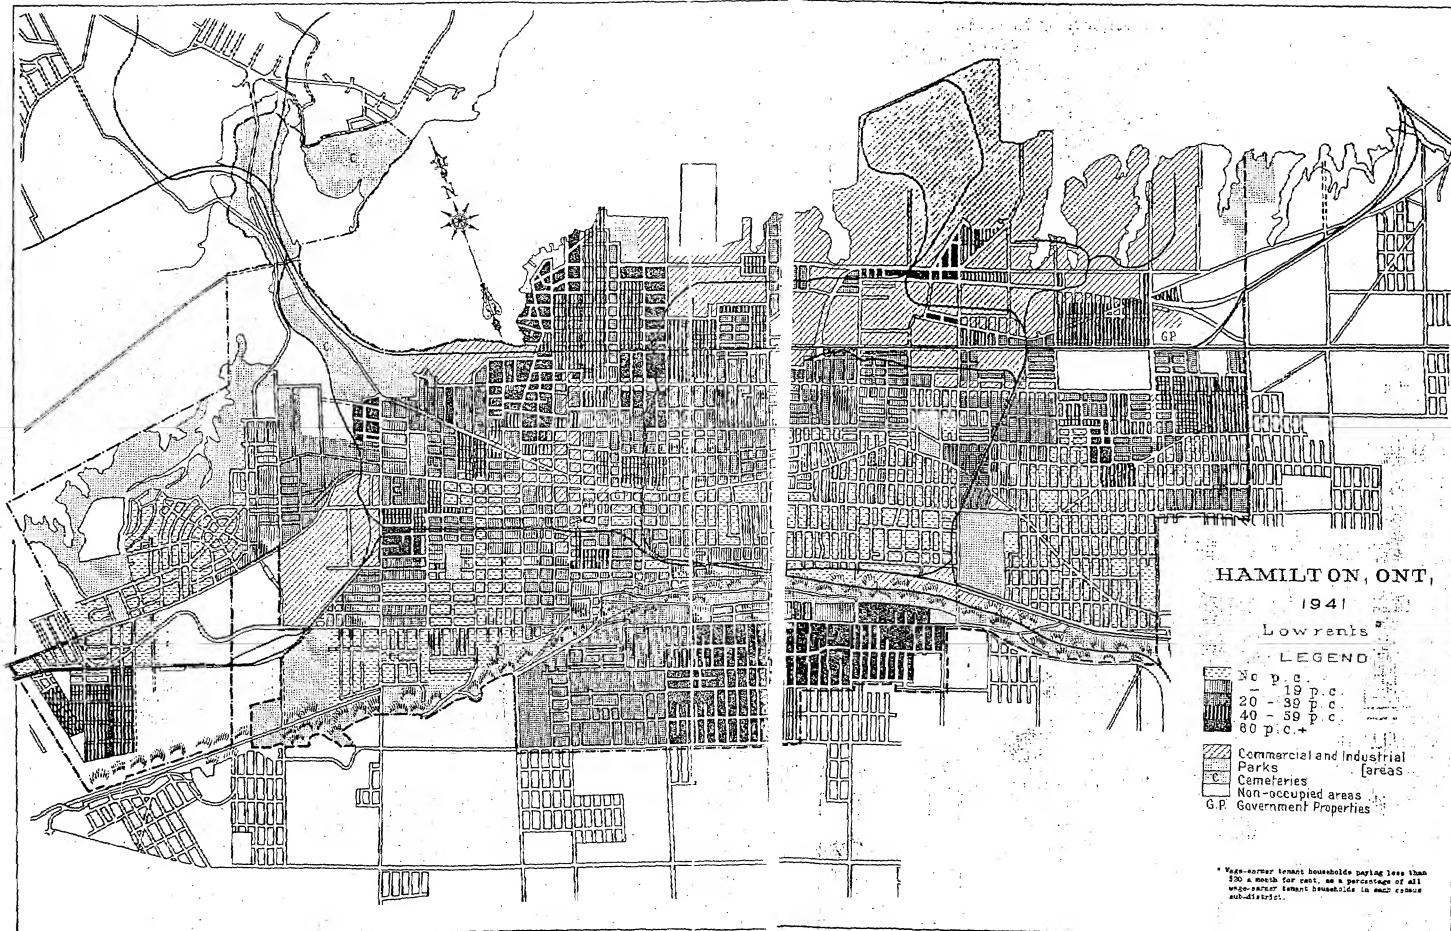 C
N
C
C
G.P.
HAMILTON, ONT,
1941
Low rents *
LEGEND
No p.c.
- 19 p.c.
20 - 39 p.c.
40 - 59 p.c.
60 p.c.+
Commercial and Industrial
Parks [areas
C Cemeteries
Non-occupied areas
G.P. Government Properties
* Wage-earner tenant households paying less than
$20 a month for rent, as a percentage of all
wage-earner tenant households in each census
sub-district.